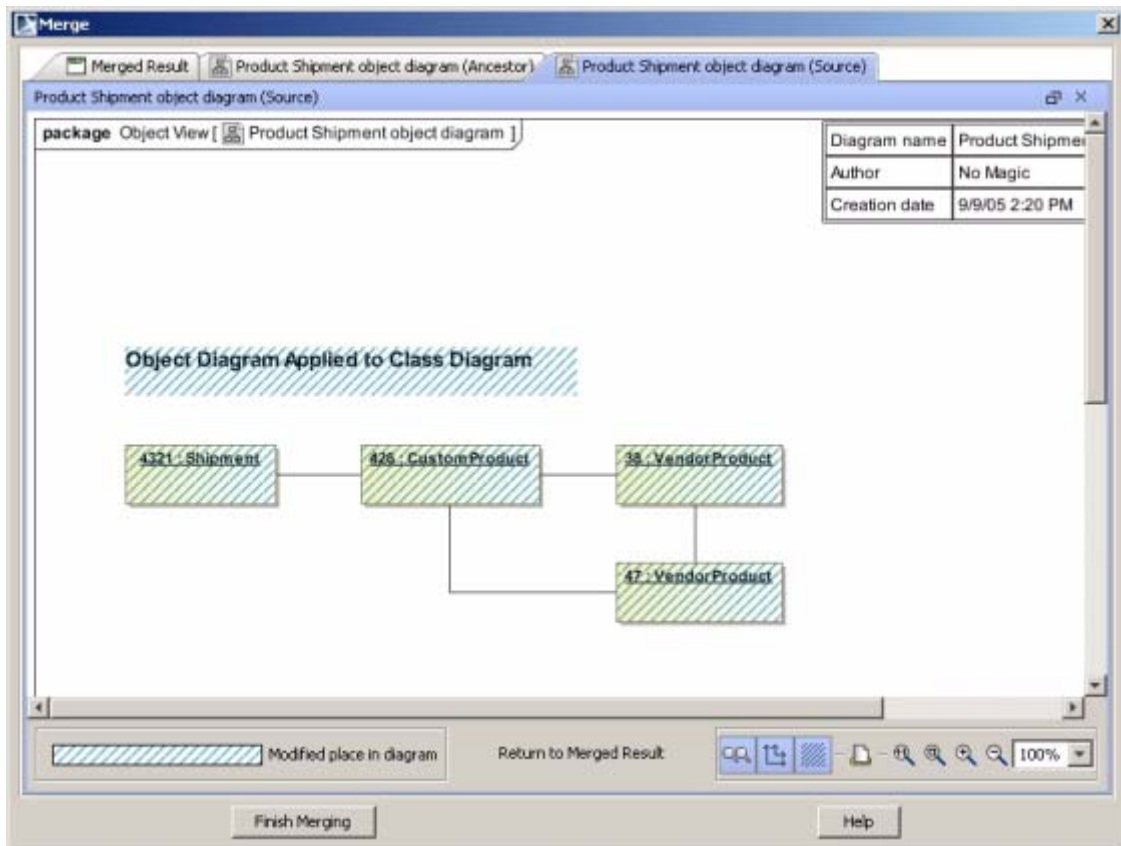 Merge
Merged Result Product Shipment object diagram (Ancestor) Product Shipment object diagram (Source)
Product Shipment object diagram (Source)
package Object View [ Product Shipment object diagram ]
Diagram name Product Shipme
Author No Magic
Creation date 9/9/05 2:20 PM
Object Diagram Applied to Class Diagram
4321 : Shipment 426 : CustomProduct 38 : VendorProduct
47 : VendorProduct
Modified place in diagram Return to Merged Result 100%
Finish Merging Help